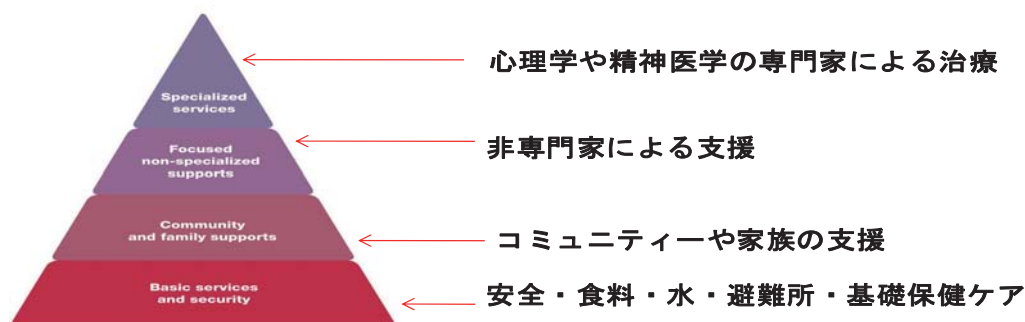 心理学や精神医学の専門家による治療
Specialized
services
非専門家による支援
Focused
non-specialized
supports
コミュニティーや家族の支援
Community
and family supports
安全・食料・水・避難所・基礎保健ケア
Basic services
and security